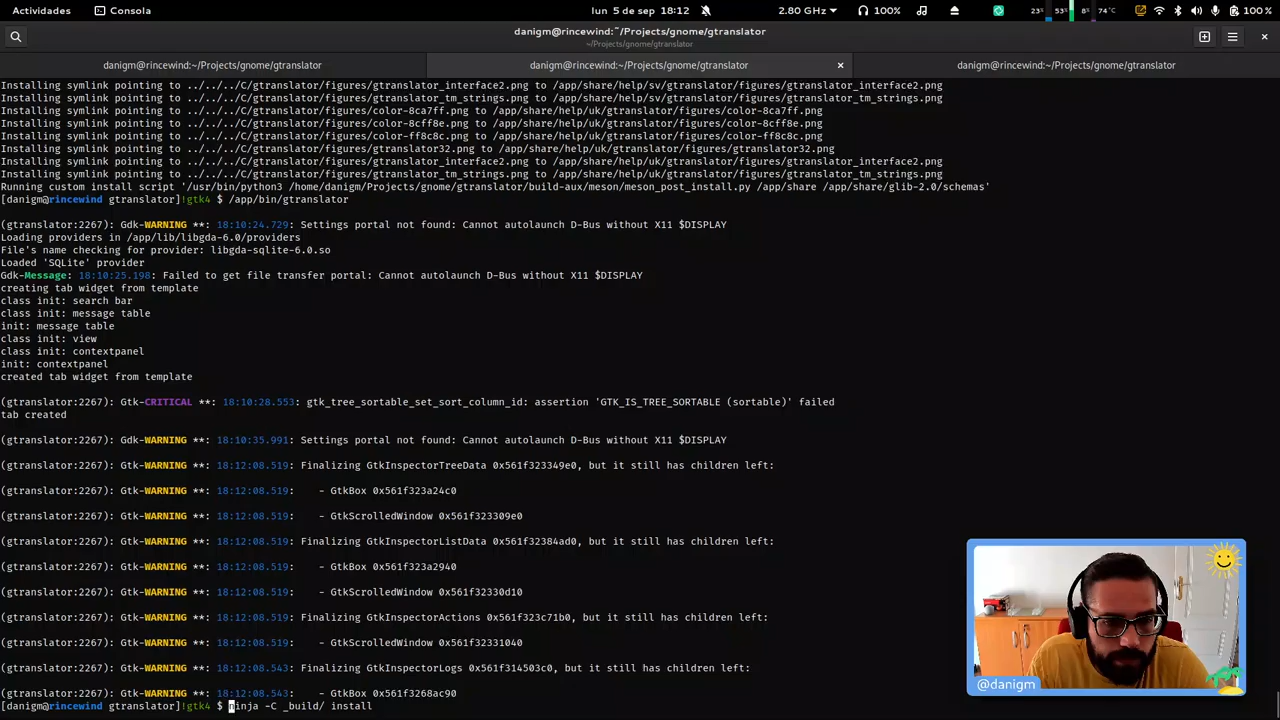 Actividades
Consola
lun 5 de sep 18:12
2.80 GHz
100%
23%
53%
8%
74°C
100 %
danigm@rincewind:~/Projects/gnome/gtranslator
~/Projects/gnome/gtranslator
danigm@rincewind:~/Projects/gnome/gtranslator
danigm@rincewind:~/Projects/gnome/gtranslator
danigm@rincewind:~/Projects/gnome/gtranslator
Installing symlink pointing to ../../../C/gtranslator/figures/gtranslator_interface2.png to /app/share/help/sv/gtranslator/figures/gtranslator_interface2.png
Installing symlink pointing to ../../../C/gtranslator/figures/gtranslator_tm_strings.png to /app/share/help/sv/gtranslator/figures/gtranslator_tm_strings.png
Installing symlink pointing to ../../../C/gtranslator/figures/color-8ca7ff.png to /app/share/help/uk/gtranslator/figures/color-8ca7ff.png
Installing symlink pointing to ../../../C/gtranslator/figures/color-8cff8e.png to /app/share/help/uk/gtranslator/figures/color-8cff8e.png
Installing symlink pointing to ../../../C/gtranslator/figures/color-ff8c8c.png to /app/share/help/uk/gtranslator/figures/color-ff8c8c.png
Installing symlink pointing to ../../../C/gtranslator/figures/gtranslator32.png to /app/share/help/uk/gtranslator/figures/gtranslator32.png
Installing symlink pointing to ../../../C/gtranslator/figures/gtranslator_interface2.png to /app/share/help/uk/gtranslator/figures/gtranslator_interface2.png
Installing symlink pointing to ../../../C/gtranslator/figures/gtranslator_tm_strings.png to /app/share/help/uk/gtranslator/figures/gtranslator_tm_strings.png
Running custom install script '/usr/bin/python3 /home/danigm/Projects/gnome/gtranslator/build-aux/meson/meson_post_install.py /app/share /app/share/glib-2.0/schemas'
[danigm@rincewind gtranslator]!gtk4 $ /app/bin/gtranslator
(gtranslator:2267): Gdk-WARNING **: 18:10:24.729: Settings portal not found: Cannot autolaunch D-Bus without X11 $DISPLAY
Loading providers in /app/lib/libgda-6.0/providers
File's name checking for provider: libgda-sqlite-6.0.so
Loaded 'SQLite' provider
Gdk-Message: 18:10:25.198: Failed to get file transfer portal: Cannot autolaunch D-Bus without X11 $DISPLAY
creating tab widget from template
class init: search bar
class init: message table
init: message table
class init: view
class init: contextpanel
init: contextpanel
created tab widget from template
(gtranslator:2267): Gtk-CRITICAL **: 18:10:28.553: gtk_tree_sortable_set_sort_column_id: assertion 'GTK_IS_TREE_SORTABLE (sortable)' failed
tab created
(gtranslator:2267): Gdk-WARNING **: 18:10:35.991: Settings portal not found: Cannot autolaunch D-Bus without X11 $DISPLAY
(gtranslator:2267): Gtk-WARNING **: 18:12:08.519: Finalizing GtkInspectorTreeData 0x561f323349e0, but it still has children left:
(gtranslator:2267): Gtk-WARNING **: 18:12:08.519:    - GtkBox 0x561f323a24c0
(gtranslator:2267): Gtk-WARNING **: 18:12:08.519:    - GtkScrolledWindow 0x561f323309e0
(gtranslator:2267): Gtk-WARNING **: 18:12:08.519: Finalizing GtkInspectorListData 0x561f32384ad0, but it still has children left:
(gtranslator:2267): Gtk-WARNING **: 18:12:08.519:    - GtkBox 0x561f323a2940
(gtranslator:2267): Gtk-WARNING **: 18:12:08.519:    - GtkScrolledWindow 0x561f32330d10
(gtranslator:2267): Gtk-WARNING **: 18:12:08.519: Finalizing GtkInspectorActions 0x561f323c71b0, but it still has children left:
(gtranslator:2267): Gtk-WARNING **: 18:12:08.519:    - GtkScrolledWindow 0x561f32331040
(gtranslator:2267): Gtk-WARNING **: 18:12:08.543: Finalizing GtkInspectorLogs 0x561f314503c0, but it still has children left:
(gtranslator:2267): Gtk-WARNING **: 18:12:08.543:    - GtkBox 0x561f3268ac90
[danigm@rincewind gtranslator]!gtk4 $ ninja -C _build/ install
@danigm